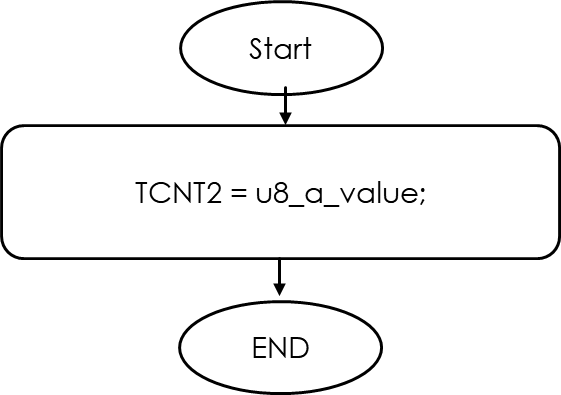 Start
TCNT2 = u8_a_value;
END